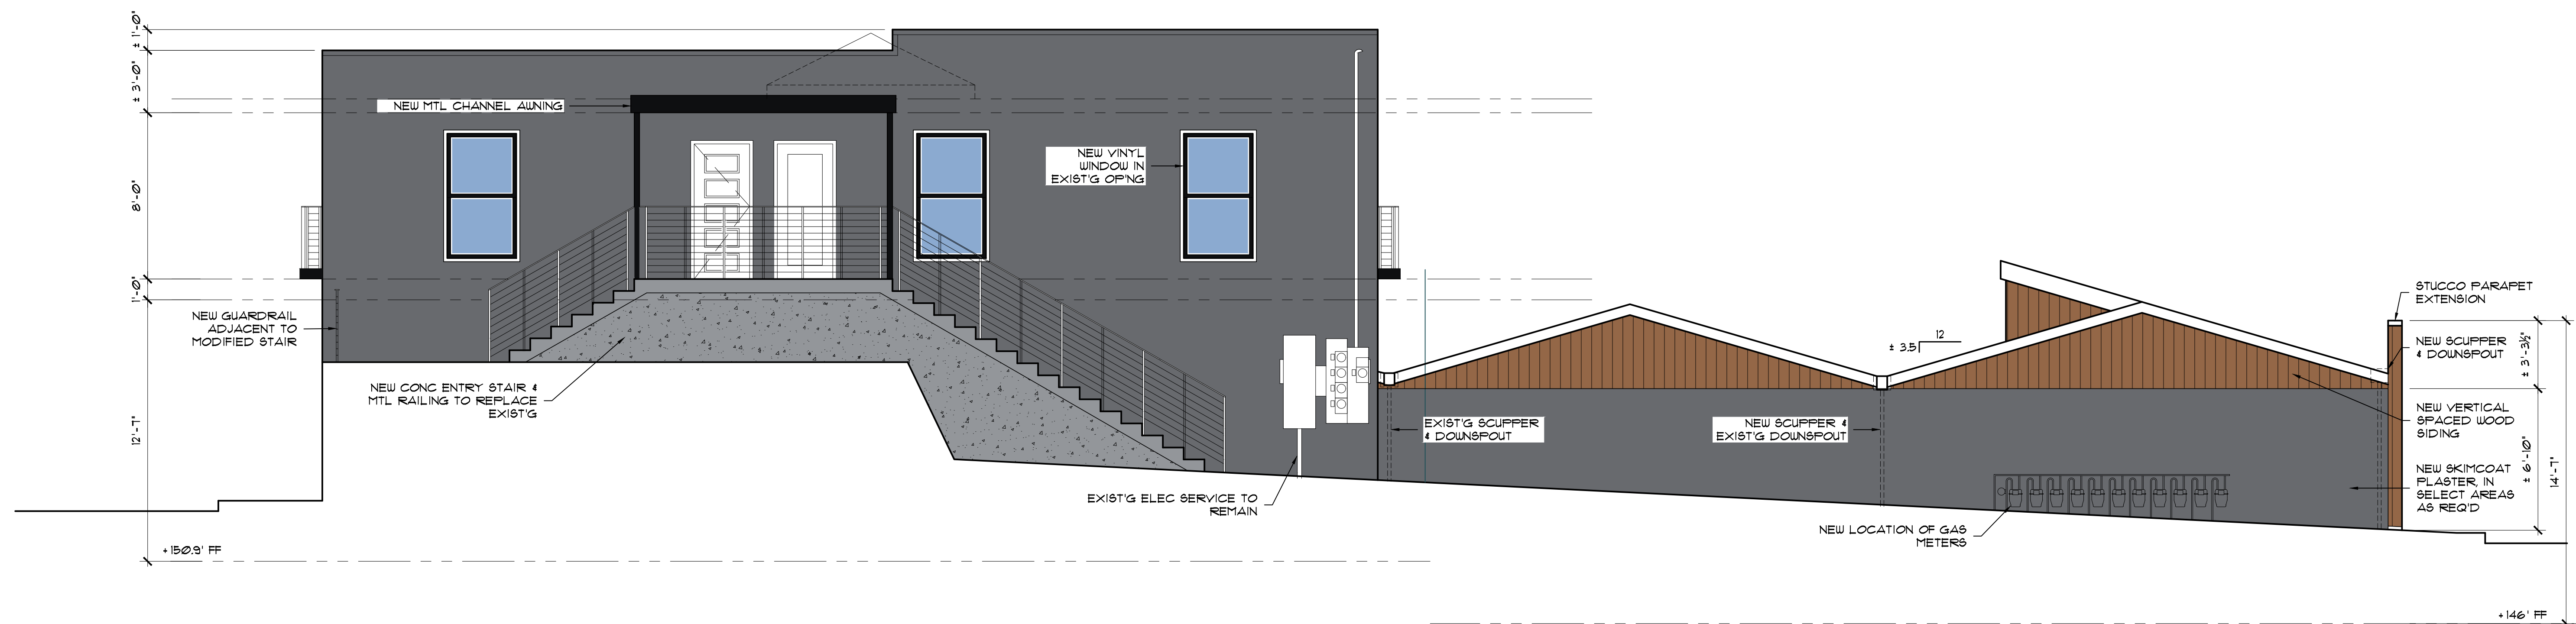 ± 1'-0"
± 3'-0"
8'-0"
1'-0"
12'-7"
+150.9' FF
NEW MTL CHANNEL AWNING
NEW VINYL
WINDOW IN
EXIST'G OP'NG
NEW GUARDRAIL
ADJACENT TO
MODIFIED STAIR
NEW CONC ENTRY STAIR &
MTL RAILING TO REPLACE
EXIST'G
EXIST'G ELEC SERVICE TO
REMAIN
EXIST'G SCUPPER
& DOWNSPOUT
NEW SCUPPER &
EXIST'G DOWNSPOUT
12
± 3.5
NEW LOCATION OF GAS
METERS
STUCCO PARAPET
EXTENSION
NEW SCUPPER
& DOWNSPOUT
NEW VERTICAL
SPACED WOOD
SIDING
NEW SKIMCOAT
PLASTER, IN
SELECT AREAS
AS REQ'D
± 3'-3½"
± 6'-10"
14'-7"
+146' FF